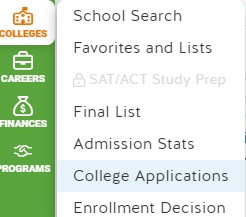 COLLEGES
CAREERS
FINANCES
PROGRAMS
School Search
Favorites and Lists
SAT/ACT Study Prep
Final List
Admission Stats
College Applications
Enrollment Decision